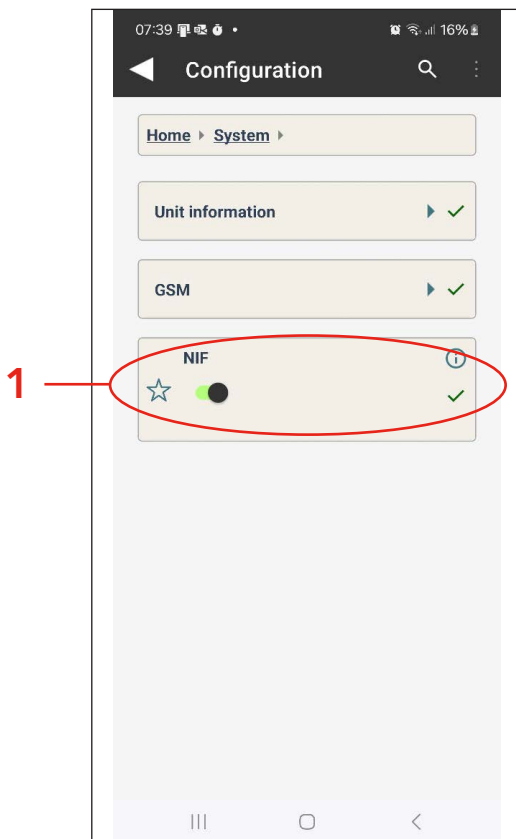 07:39 16%
Configuration
Home System
Unit information
GSM
NIF
1